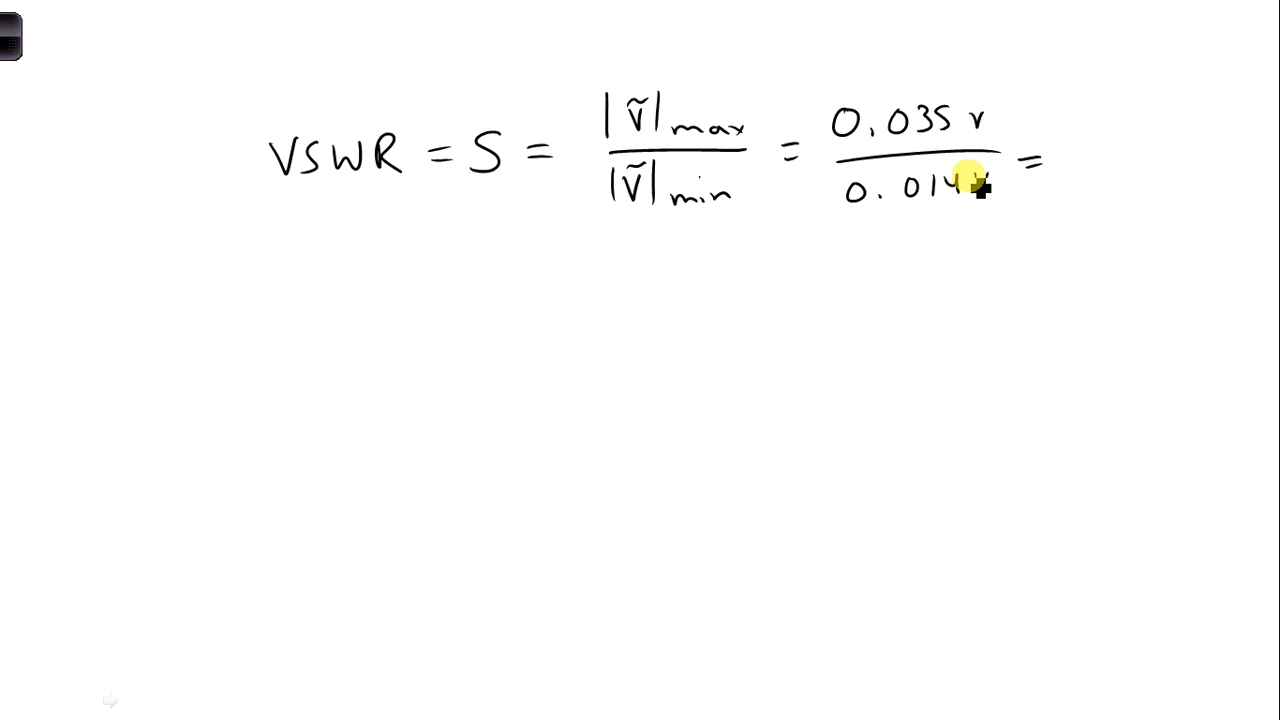 VSWR = S = |Ṽ|max / |Ṽ|min = 0.035 v / 0.014 =